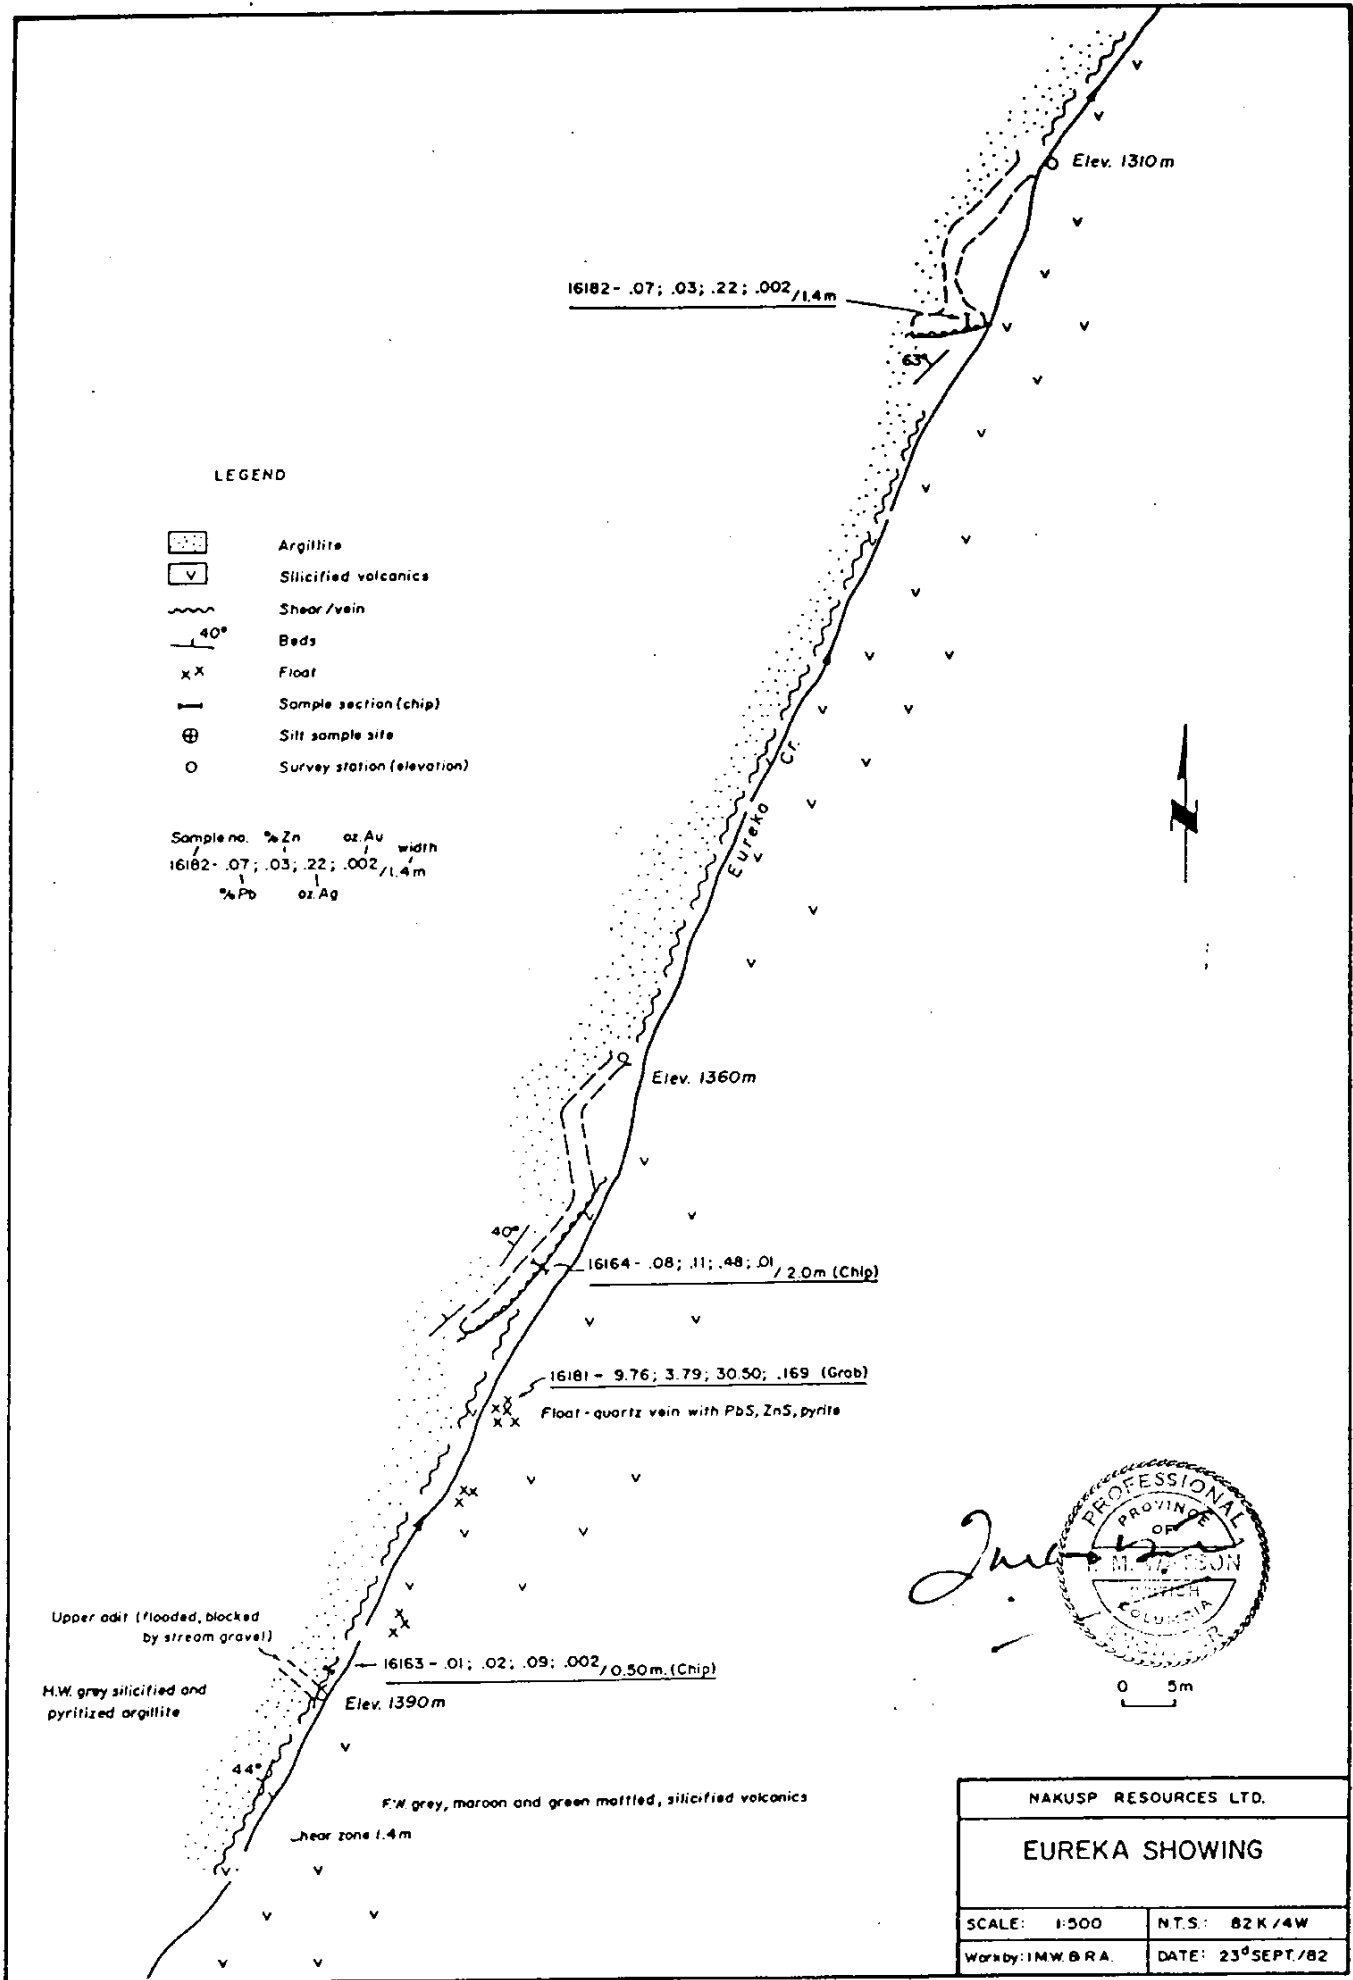 Elev. 1310m
16182- .07; .03; .22; .002/1.4m
63°
LEGEND
Argillite
v Silicified volcanics
Shear/vein
40° Beds
x x Float
Sample section (chip)
Silt sample site
Survey station (elevation)
Sample no. %Zn oz.Au width
16182- .07; .03; .22; .002/1.4m
%Pb oz.Ag
Eureka Cr.
N
Elev. 1360m
40°
16164- .08; .11; .48; .01/2.0m (Chip)
16181- 9.76; 3.79; 30.50; .169 (Grab)
Float-quartz vein with PbS, ZnS, pyrite
PROFESSIONAL
PROVINCE
OF
BRITISH
COLUMBIA
Upper adit (flooded, blocked
by stream gravel)
16163- .01; .02; .09; .002/0.50m. (Chip)
H.W. grey silicified and
pyritized argillite
Elev. 1390m
0 5m
44°
F.W. grey, maroon and green mottled, silicified volcanics
Shear zone 1.4m
NAKUSP RESOURCES LTD.
EUREKA SHOWING
SCALE: 1:500
N.T.S.: 82K/4W
Work by: I.M.W. & R.A.
DATE: 23d SEPT./82